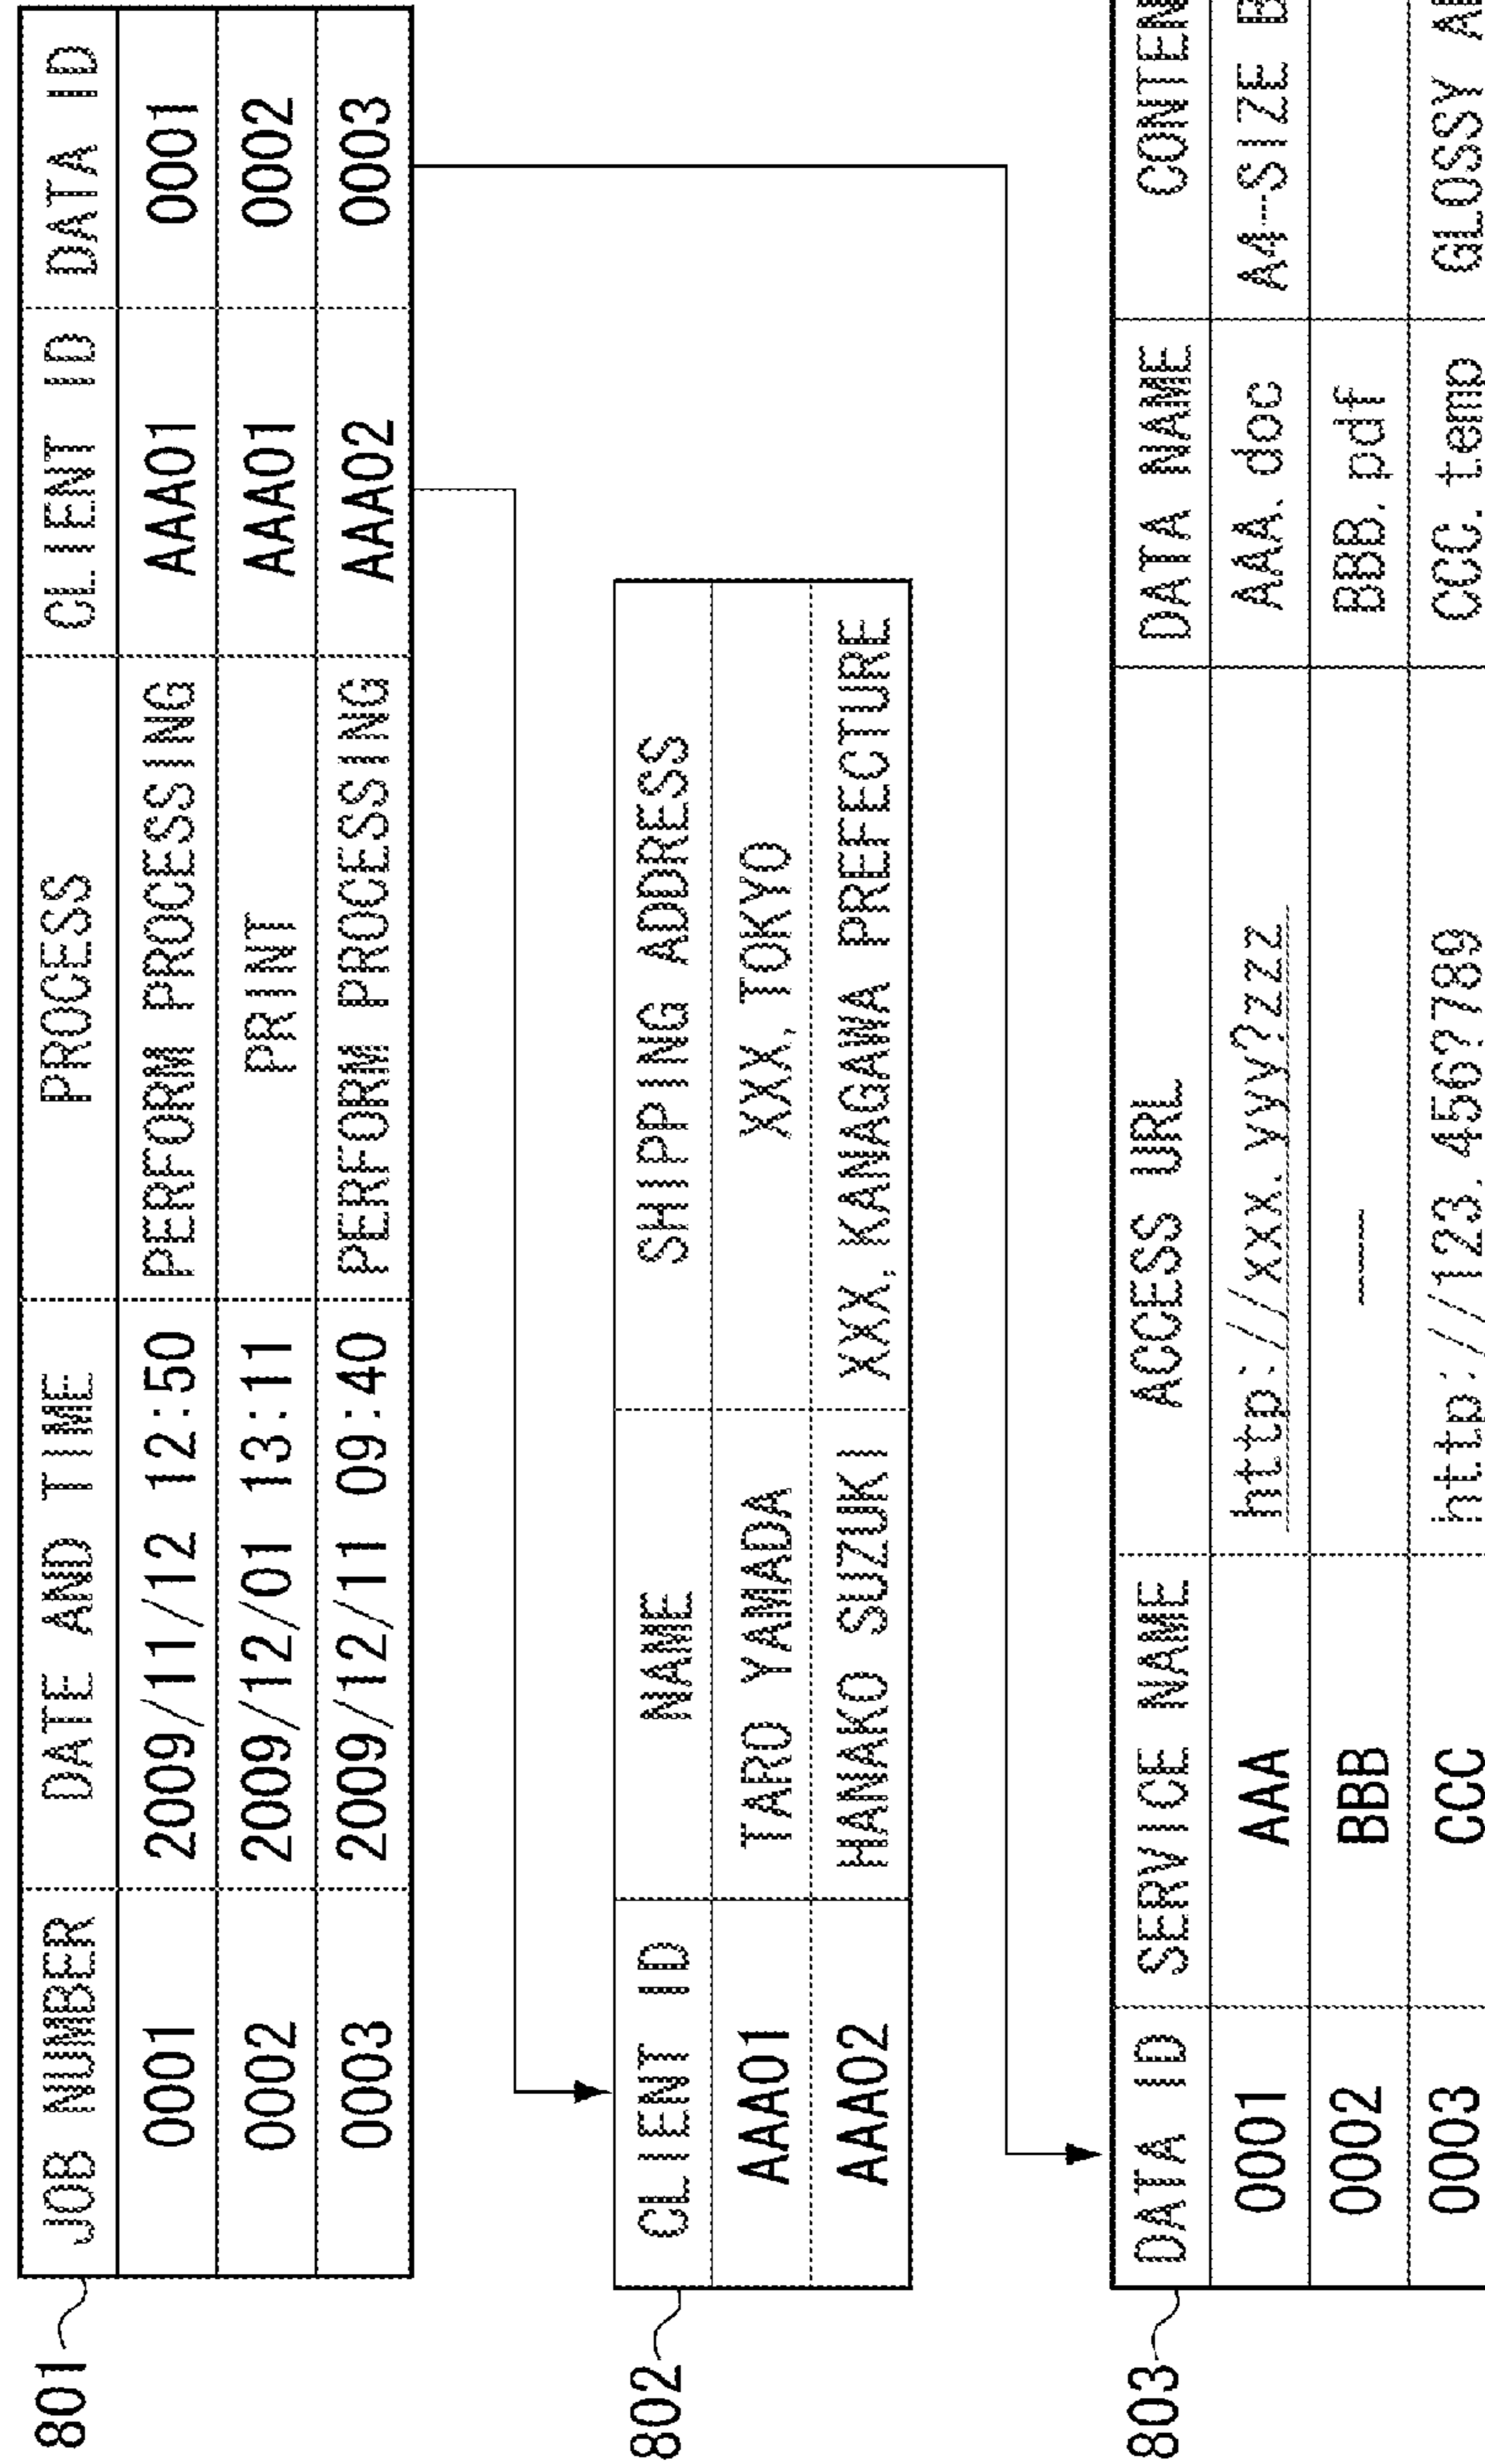 801
JOB NUMBER DATE AND TIME PROCESS CLIENT ID DATA ID
0001 2009/11/12 12:50 PERFORM PROCESSING AAA01 0001
0002 2009/12/01 13:11 PRINT AAA01 0002
0003 2009/12/11 09:40 PERFORM PROCESSING AAA02 0003
802
CLIENT ID NAME SHIPPING ADDRESS
AAA01 TARO YAMADA XXX, TOKYO
AAA02 HANAKO SUZUKI XXX, KANAGAWA PREFECTURE
803
DATA ID SERVICE NAME ACCESS URL DATA NAME
0001 AAA http://xxx.yyy?zzz AAA.doc A4-SIZE
0002 BBB — BBB.pdf
0003 CCC http://123.456?789 CCC.temp GLOSSY